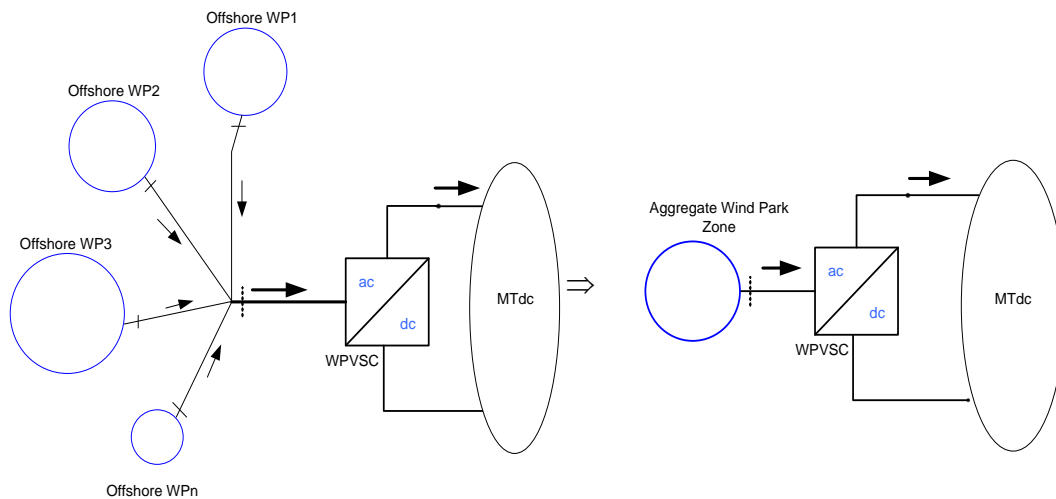 Offshore WP1
Offshore WP2
Offshore WP3
Offshore WPn
ac
dc
WPVSC
MTdc
⇒
Aggregate Wind Park
Zone
ac
dc
WPVSC
MTdc